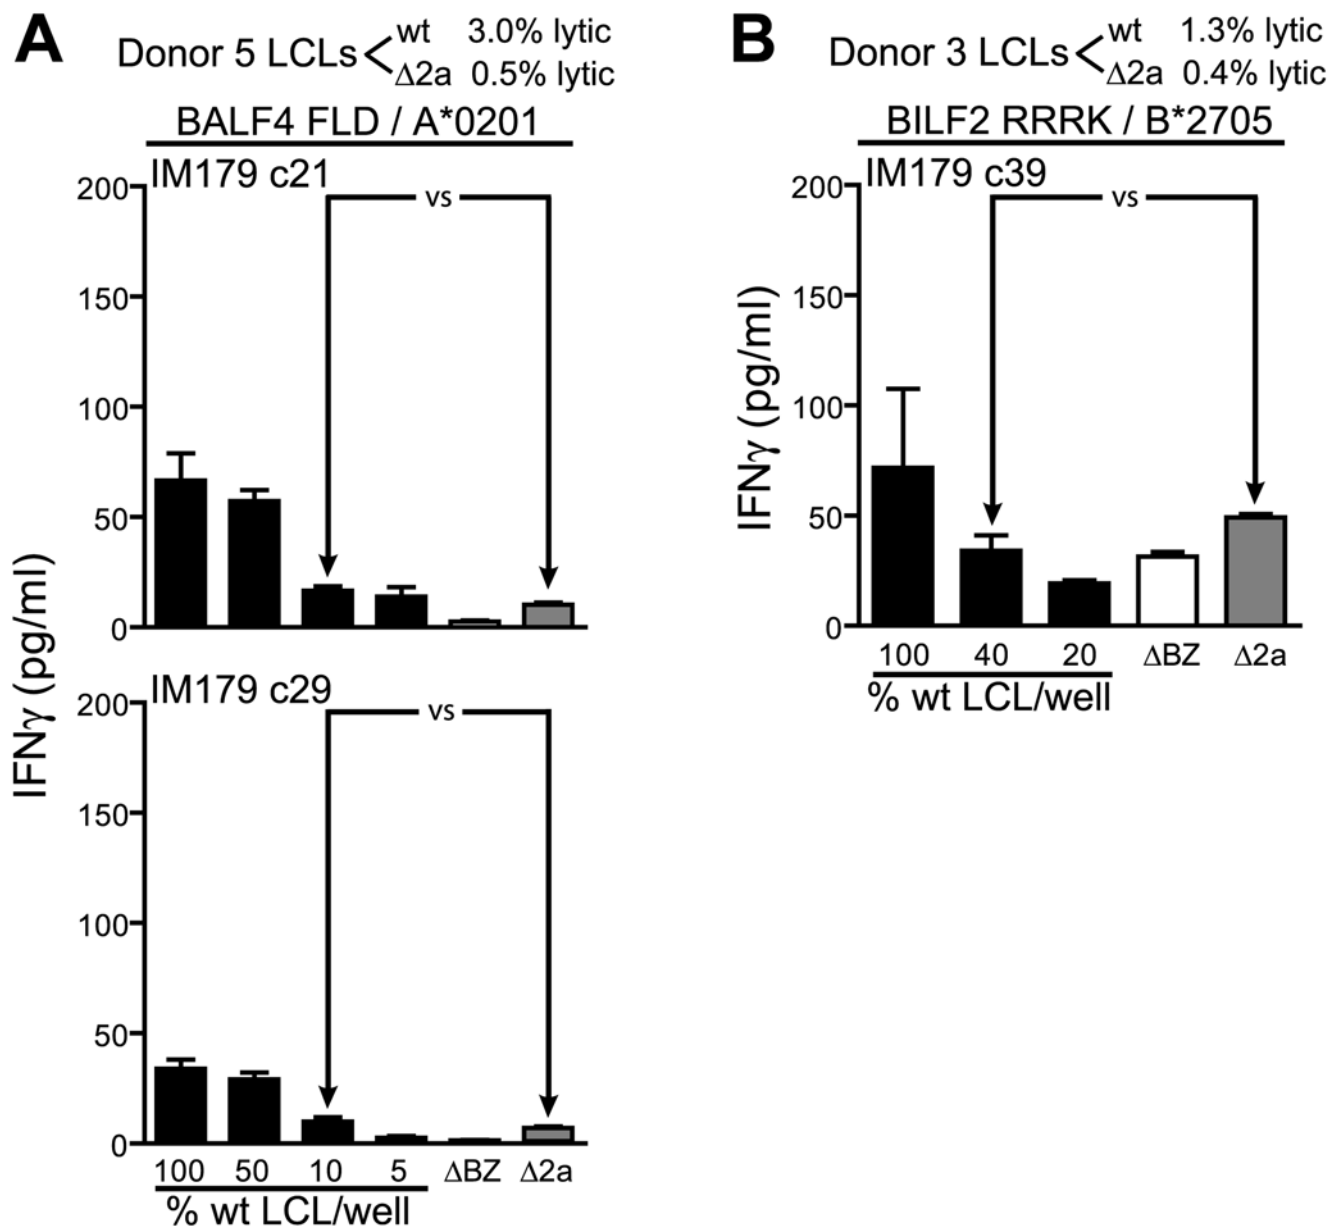 A
Donor 5 LCLs
wt 3.0% lytic
Δ2a 0.5% lytic
BALF4 FLD / A*0201
IM179 c21
vs
200
150
100
50
0
IFNγ (pg/ml)
IM179 c29
vs
200
150
100
50
0
100 50 10 5 ΔBZ Δ2a
% wt LCL/well
B
Donor 3 LCLs
wt 1.3% lytic
Δ2a 0.4% lytic
BILF2 RRRK / B*2705
IM179 c39
vs
200
150
100
50
0
IFNγ (pg/ml)
100 40 20 ΔBZ Δ2a
% wt LCL/well